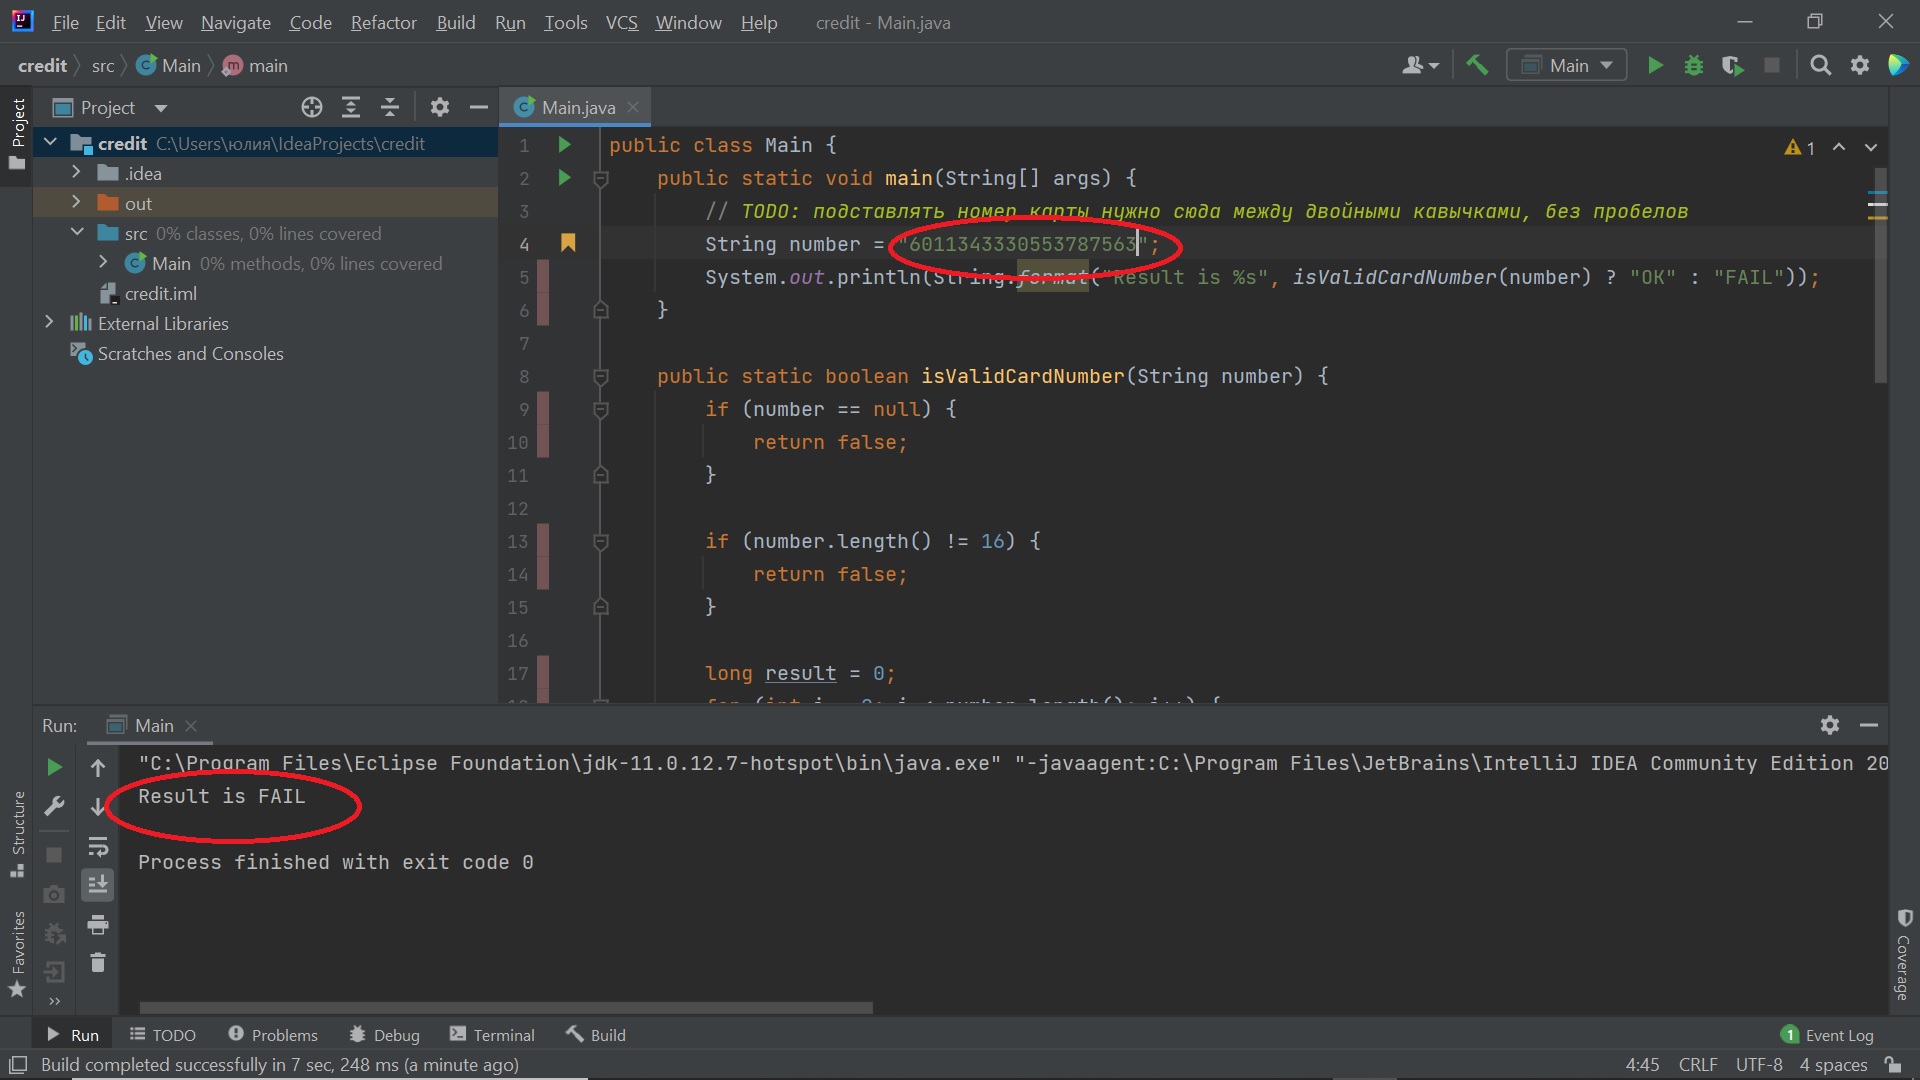 File Edit View Navigate Code Refactor Build Run Tools VCS Window Help credit - Main.java
credit src Main main
Main
Project
Main.java
credit C:\Users\юлия\IdeaProjects\credit
.idea
out
src 0% classes, 0% lines covered
Main 0% methods, 0% lines covered
credit.iml
External Libraries
Scratches and Consoles
Project
1 public class Main {
1
2 public static void main(String[] args) {
3 // TODO: подставлять номер карты нужно сюда между двойными кавычками, без пробелов
4 String number = "6011343330553787563";
5 System.out.println(String.format("Result is %s", isValidCardNumber(number) ? "OK" : "FAIL"));
6 }
7
8 public static boolean isValidCardNumber(String number) {
9 if (number == null) {
10 return false;
11 }
12
13 if (number.length() != 16) {
14 return false;
15 }
16
17 long result = 0;
Run: Main
"C:\Program Files\Eclipse Foundation\jdk-11.0.12.7-hotspot\bin\java.exe" "-javaagent:C:\Program Files\JetBrains\IntelliJ IDEA Community Edition 20
Result is FAIL
Process finished with exit code 0
Structure
Favorites
Coverage
Run TODO Problems Debug Terminal Build
1 Event Log
Build completed successfully in 7 sec, 248 ms (a minute ago)
4:45 CRLF UTF-8 4 spaces